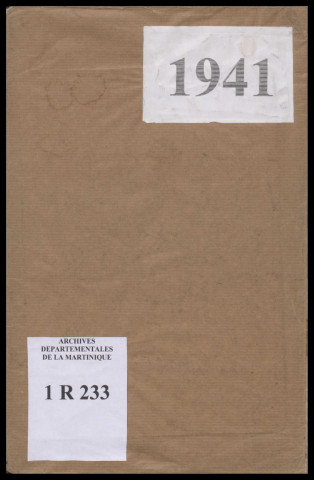 1941
ARCHIVES
DEPARTEMENTALES
DE LA MARTINIQUE
1 R 233